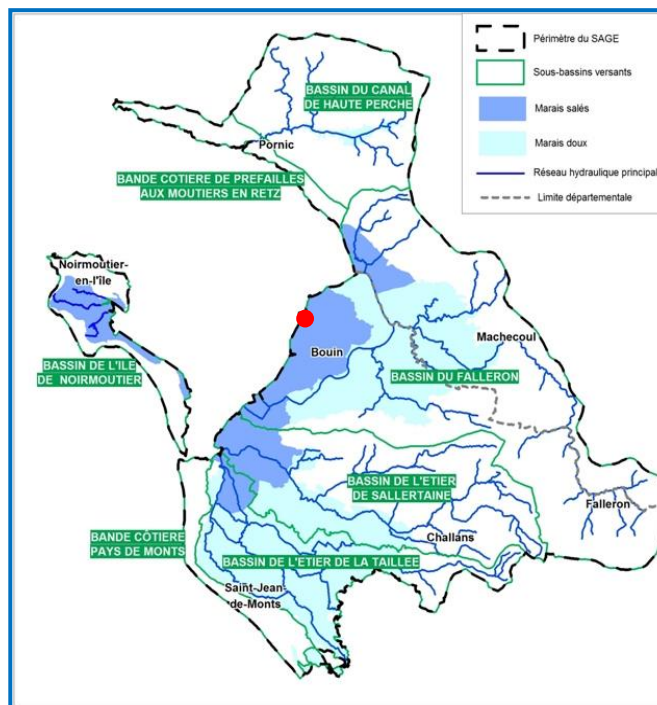 Périmètre du SAGE
Sous-bassins versants
Marais salés
Marais doux
Réseau hydraulique principal
Limite départementale
BASSIN DU CANAL
DE HAUTE PERCHE
Pornic
BANDE COTIERE DE PREFAILLES
AUX MOUTIERS EN RETZ
Noirmoutier-
en-l'île
BASSIN DE L'ILE
DE NOIRMOUTIER
Bouin
Machecoul
BASSIN DU FALLERON
BASSIN DE L'ETIER
DE SALLERTAINE
Falleron
Challans
BANDE CÔTIERE
PAYS DE MONTS
BASSIN DE L'ETIER DE LA TAILLEE
Saint-Jean-
de-Monts